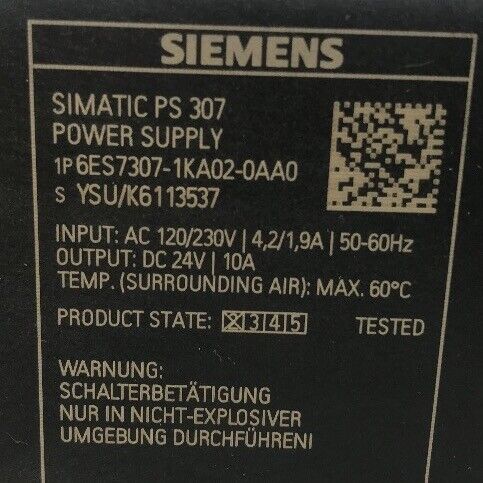 SIEMENS
SIMATIC PS 307
POWER SUPPLY
1P 6ES7307-1KA02-0AA0
S YSU/K6113537
INPUT: AC 120/230V | 4,2/1,9A | 50-60Hz
OUTPUT: DC 24V | 10A
TEMP. (SURROUNDING AIR): MAX. 60°C
PRODUCT STATE: X 3 4 5 TESTED
WARNUNG:
SCHALTERBETÄTIGUNG
NUR IN NICHT-EXPLOSIVER
UMGEBUNG DURCHFÜHREN!